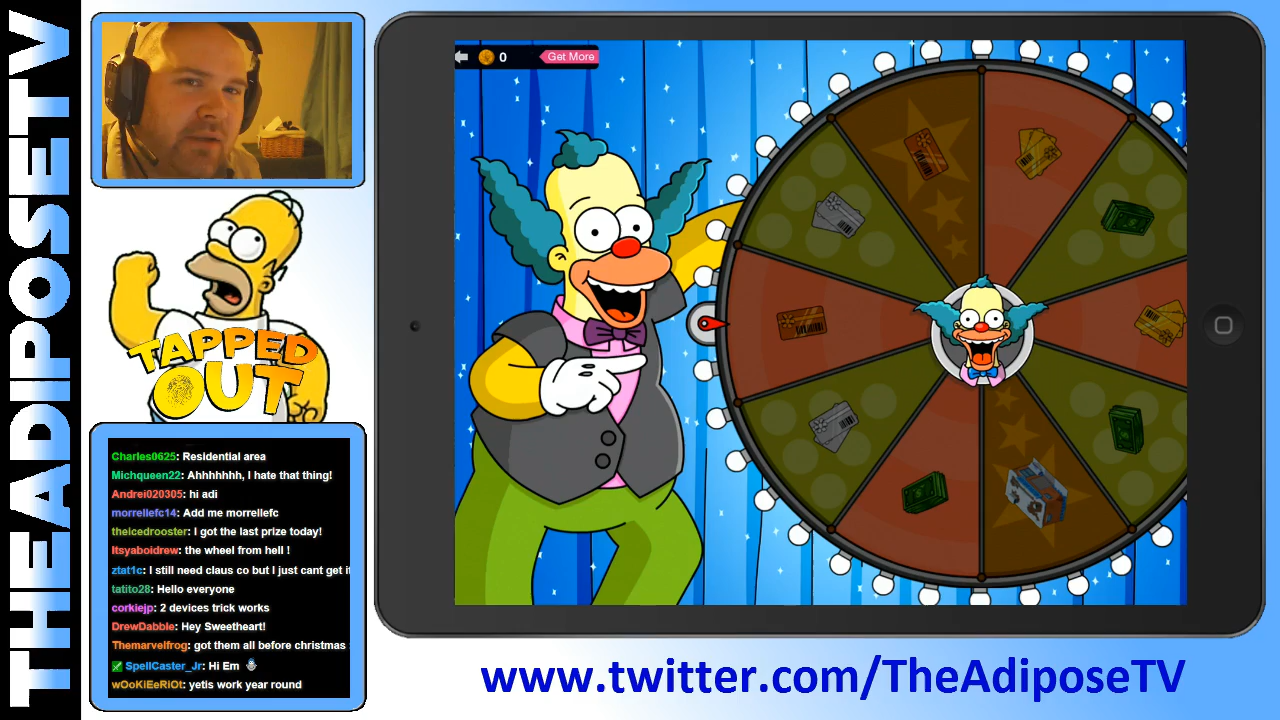 THEADIPOSETV
0
Get More
TAPPED
OUT
Charles0625: Residential area
Michqueen22: Ahhhhhhh, I hate that thing!
Andrei020305: hi adi
morrellefc14: Add me morrellefc
theicedrooster: I got the last prize today!
Itsyaboidrew: the wheel from hell !
ztat1c: I still need claus co but I just cant get it
tatito28: Hello everyone
corkiejp: 2 devices trick works
DrewDabble: Hey Sweetheart!
Themarvelfrog: got them all before christmas
SpellCaster_Jr: Hi Em
wOoKiEeRiOt: yetis work year round
www.twitter.com/TheAdiposeTV